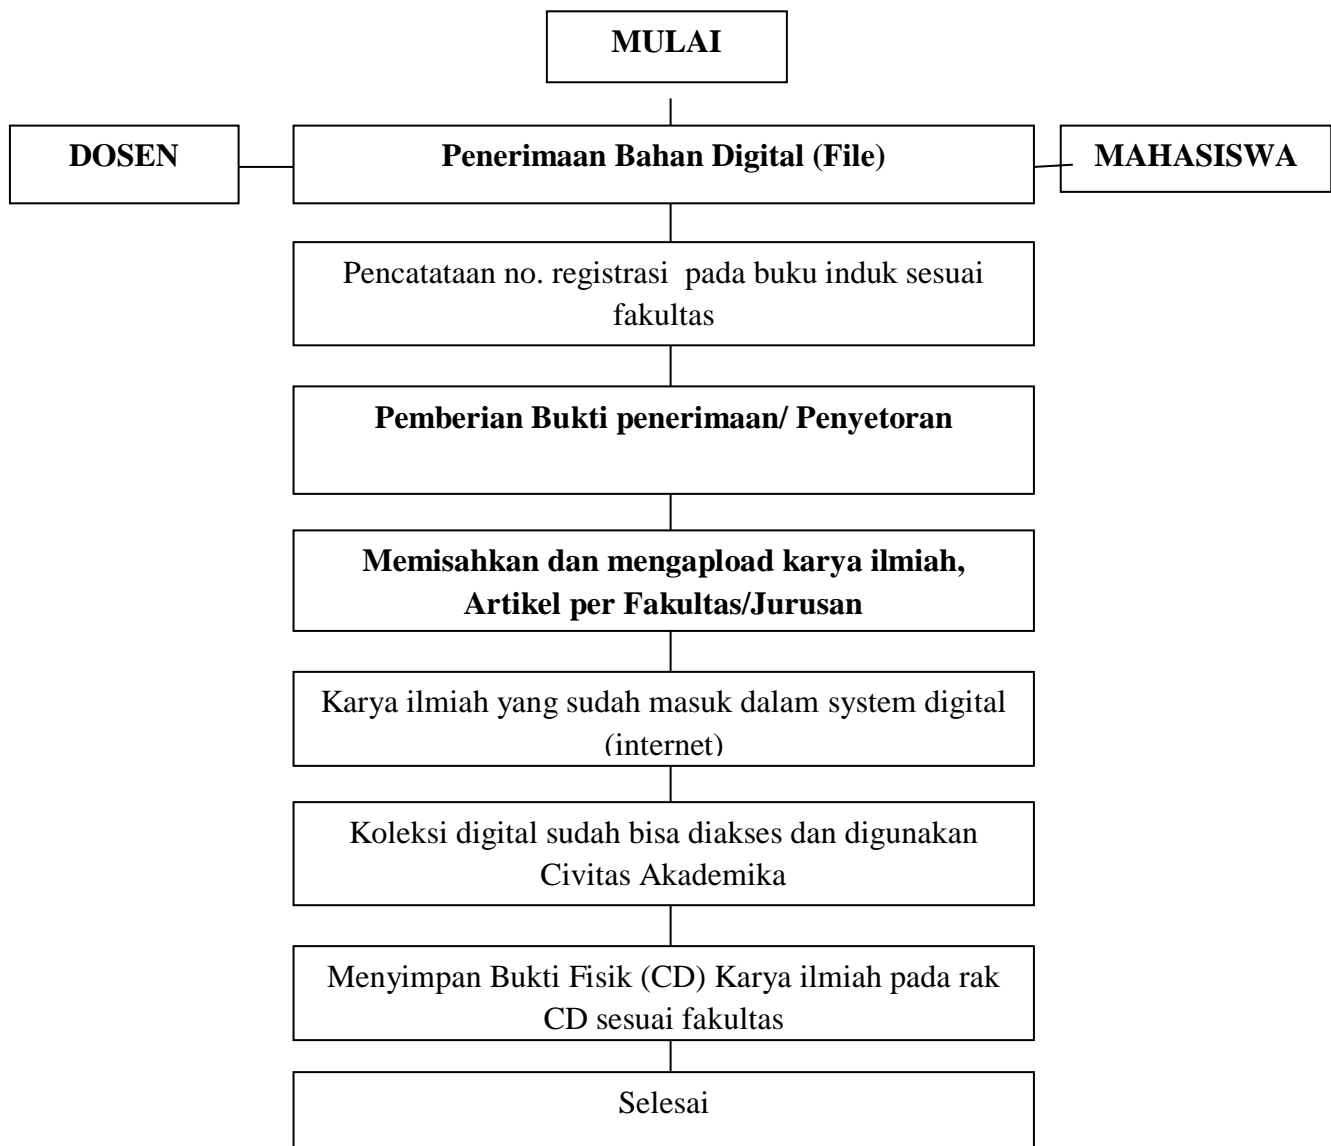 MULAI
DOSEN
Penerimaan Bahan Digital (File)
MAHASISWA
Pencatataan no. registrasi  pada buku induk sesuai
fakultas
Pemberian Bukti penerimaan/ Penyetoran
Memisahkan dan mengapload karya ilmiah,
Artikel per Fakultas/Jurusan
Karya ilmiah yang sudah masuk dalam system digital
(internet)
Koleksi digital sudah bisa diakses dan digunakan
Civitas Akademika
Menyimpan Bukti Fisik (CD) Karya ilmiah pada rak
CD sesuai fakultas
Selesai